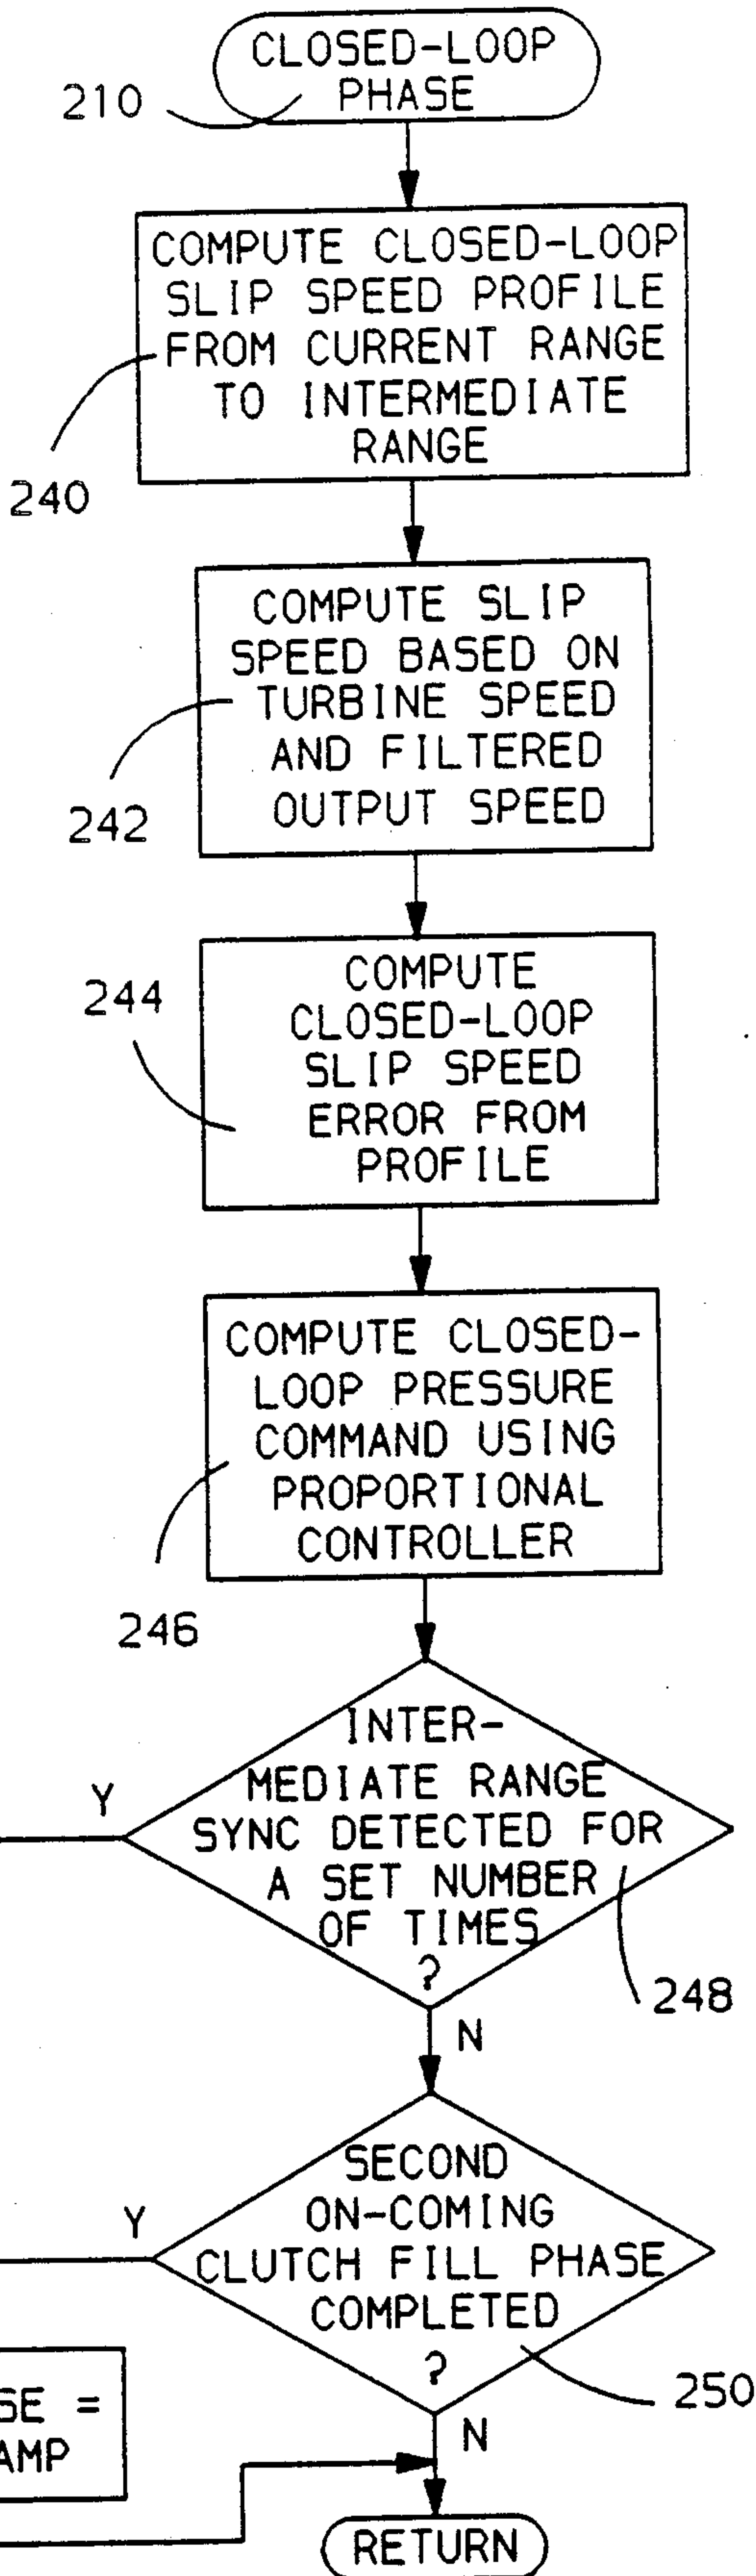 CLOSED-LOOP
PHASE
210
COMPUTE CLOSED-LOOP
SLIP SPEED PROFILE
FROM CURRENT RANGE
TO INTERMEDIATE
RANGE
240
COMPUTE SLIP
SPEED BASED ON
TURBINE SPEED
AND FILTERED
OUTPUT SPEED
242
COMPUTE
CLOSED-LOOP
SLIP SPEED
ERROR FROM
PROFILE
244
COMPUTE CLOSED-
LOOP PRESSURE
COMMAND USING
PROPORTIONAL
CONTROLLER
246
INTER-
MEDIATE RANGE
SYNC DETECTED FOR
A SET NUMBER
OF TIMES
?
Y
248
N
SECOND
ON-COMING
CLUTCH FILL PHASE
COMPLETED
?
Y
250
N
SE =
AMP
RETURN